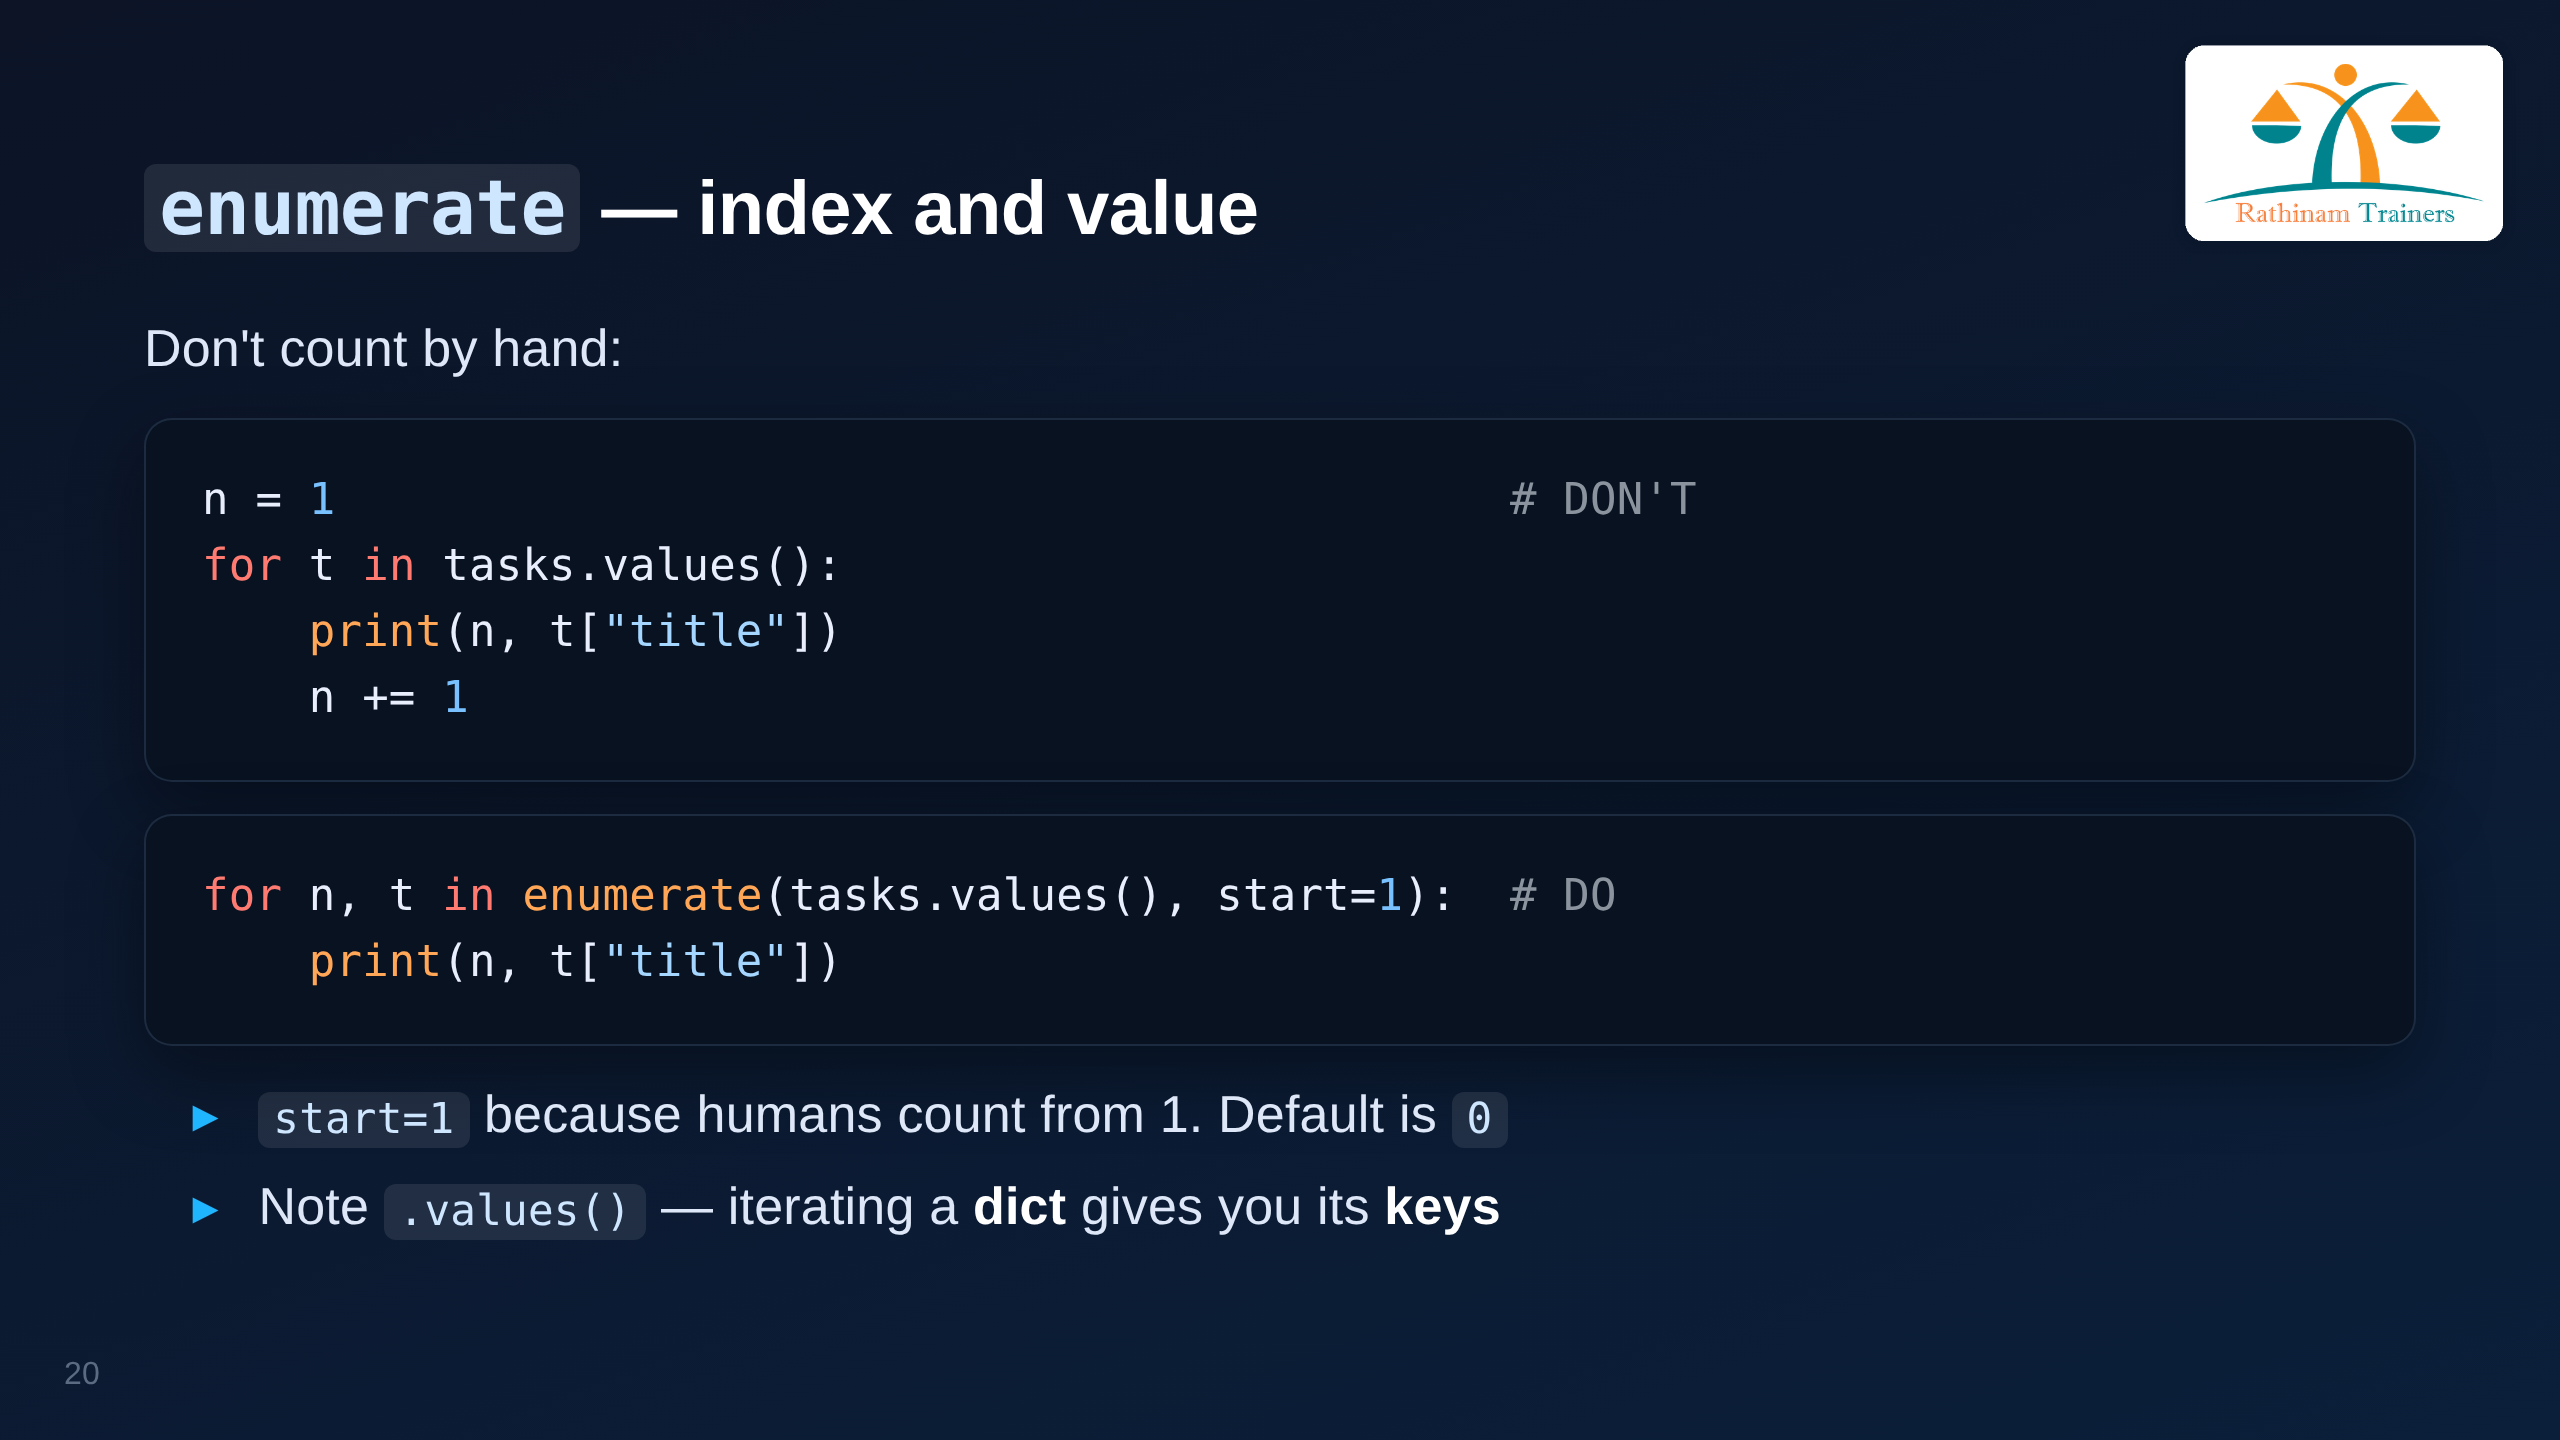 enumerate — index and value
Rathinam Trainers
Don't count by hand:
n = 1                                            # DON'T
for t in tasks.values():
    print(n, t["title"])
    n += 1
for n, t in enumerate(tasks.values(), start=1):  # DO
    print(n, t["title"])
► start=1 because humans count from 1. Default is 0
► Note .values() — iterating a dict gives you its keys
20